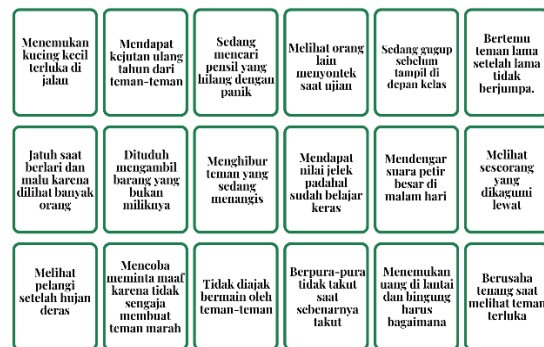 Menemukan
kucing kecil
terluka di
jalan
Mendapat
kejutan ulang
tahun dari
teman-teman
Sedang
mencari
pensil yang
hilang dengan
panik
Melihat orang
lain
menyontek
saat ujian
Sedang gugup
sebelum
tampil di
depan kelas
Bertemu
teman lama
setelah lama
tidak
berjumpa.
Jatuh saat
berlari dan
malu karena
dilihat banyak
orang
Dituduh
mengambil
barang yang
bukan
miliknya
Menghibur
teman yang
sedang
menangis
Mendapat
nilai jelek
padahal
sudah belajar
keras
Mendengar
suara petir
besar di
malam hari
Melihat
seseorang
yang
dikagumi
lewat
Melihat
pelangi
setelah hujan
deras
Mencoba
meminta maaf
karena tidak
sengaja
membuat
teman marah
Tidak diajak
bermain oleh
teman-teman
Berpura-pura
tidak takut
saat
sebenarnya
takut
Menemukan
uang di lantai
dan bingung
harus
bagaimana
Berusaha
tenang saat
melihat teman
terluka